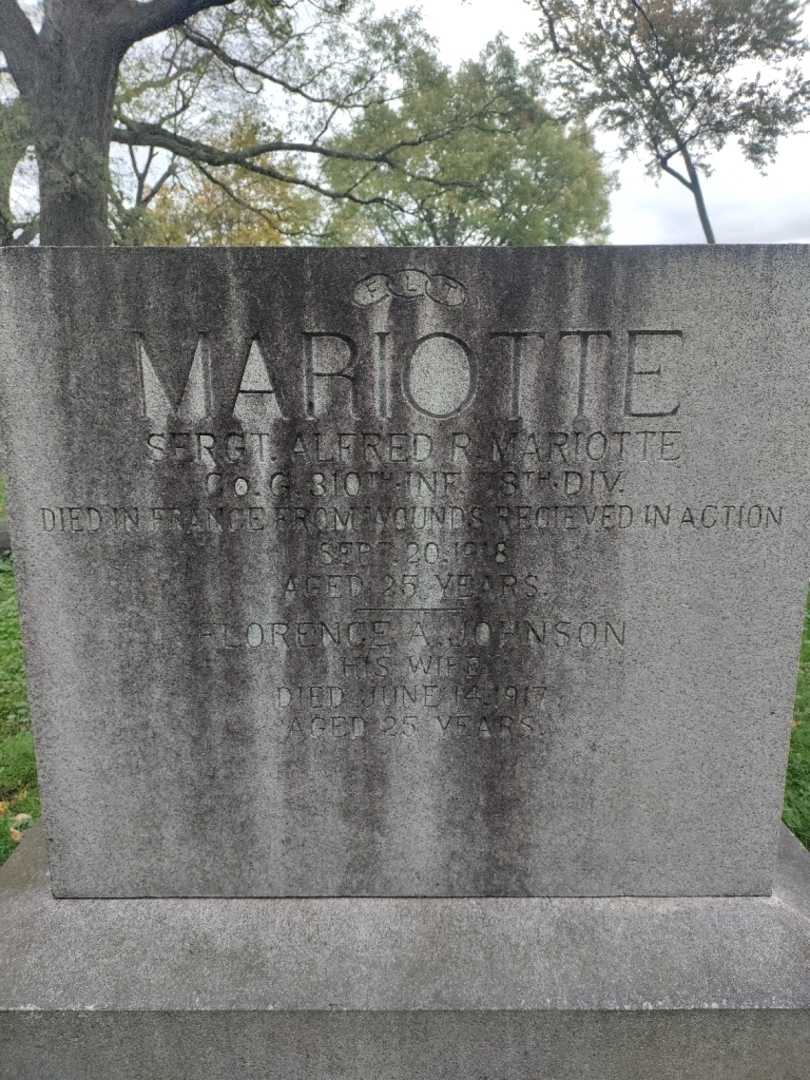 F L T
MARIOTTE
SERGT. ALFRED R. MARIOTTE
Co. G. 310TH INF. 78TH DIV.
DIED IN FRANCE FROM WOUNDS RECIEVED IN ACTION
SEPT. 20, 1918
AGED 25 YEARS.
FLORENCE A. JOHNSON
HIS WIFE
DIED JUNE 14, 1917
AGED 25 YEARS.